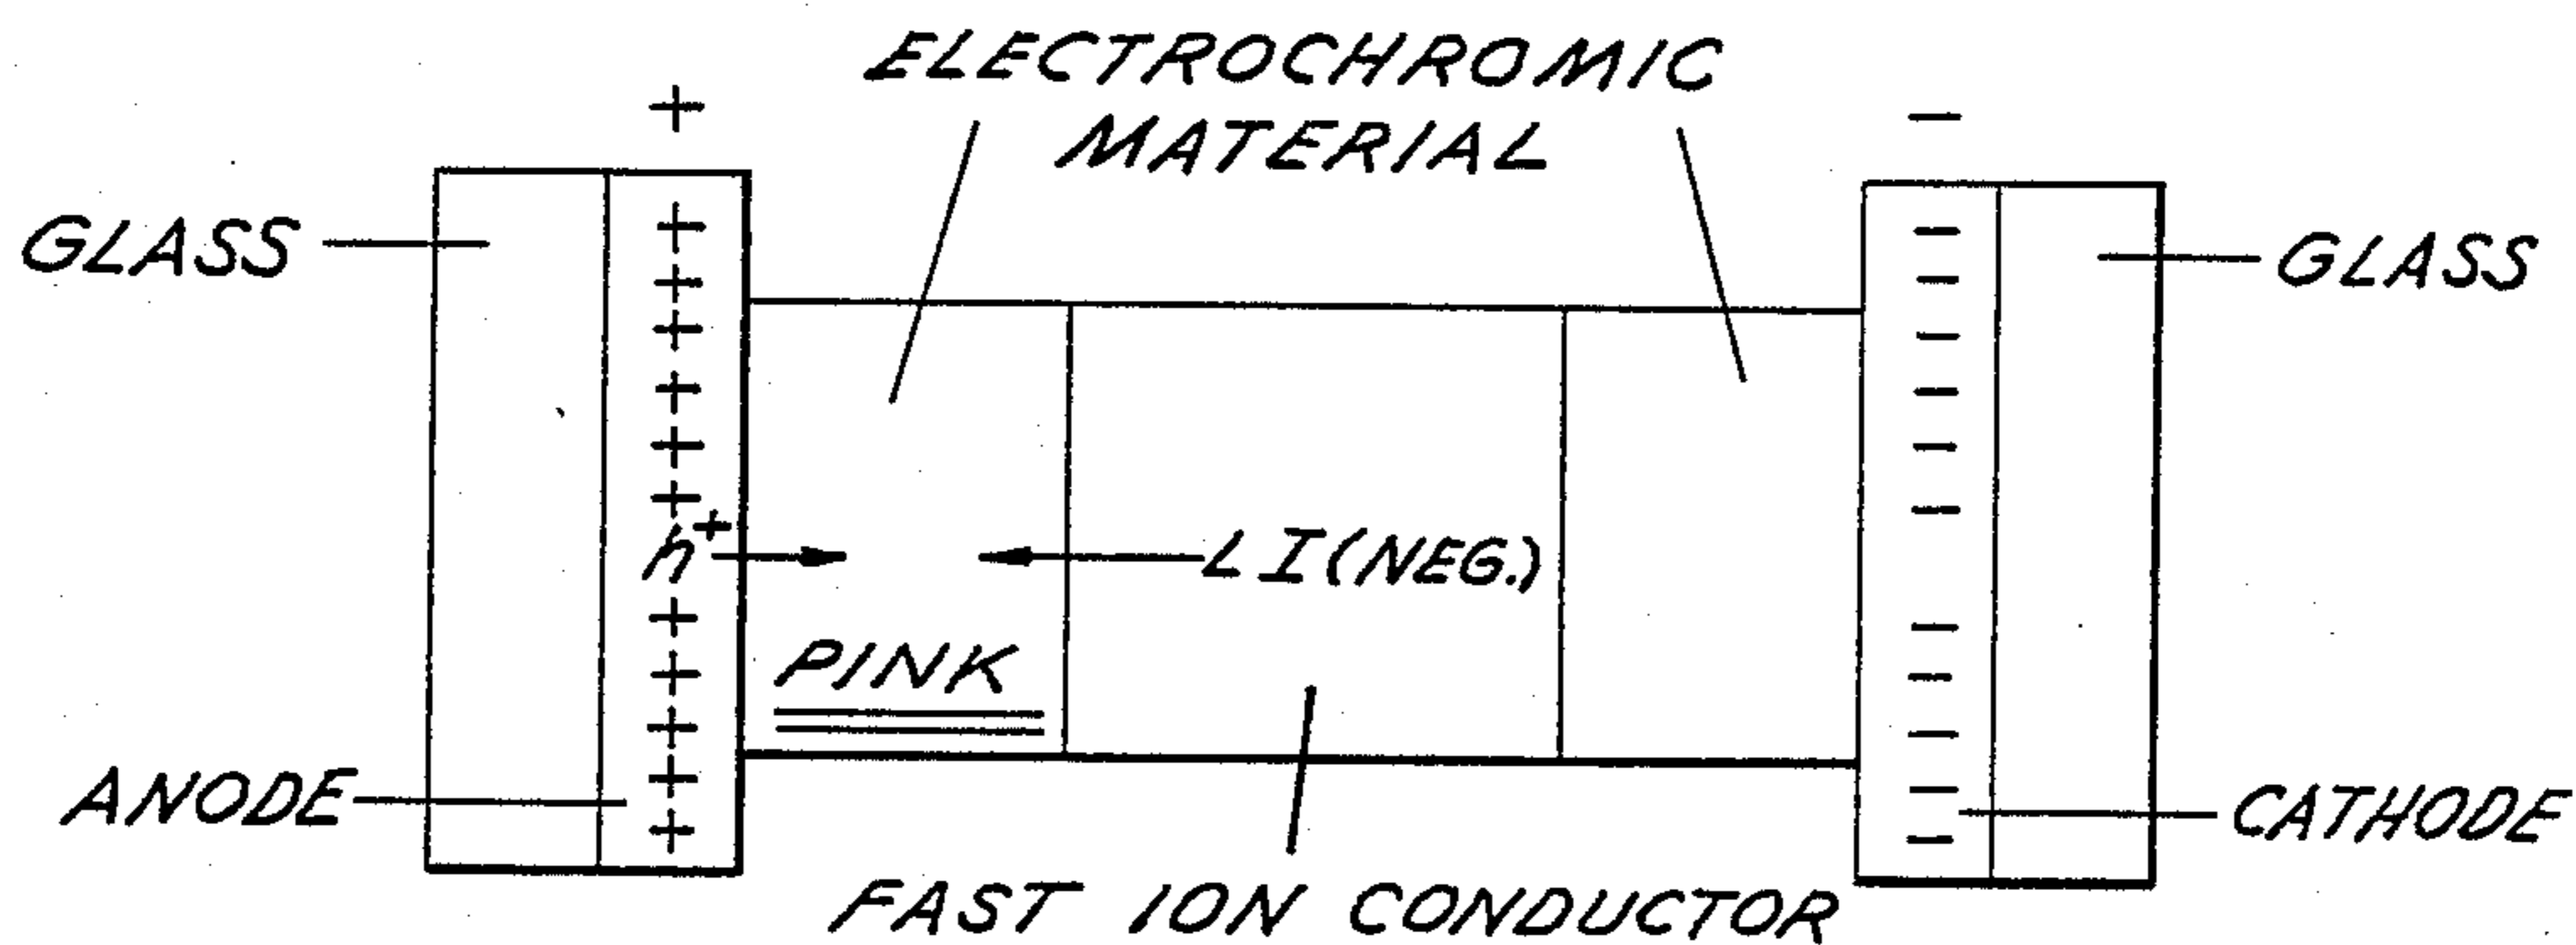 ELECTROCHROMIC
MATERIAL
+
−
GLASS
+
+
+
+
+
+
h⁺
+
+
+
+
+
−
−
−
−
−
−
−
−
−
−
−
GLASS
LI(NEG.)
PINK
ANODE
CATHODE
FAST ION CONDUCTOR